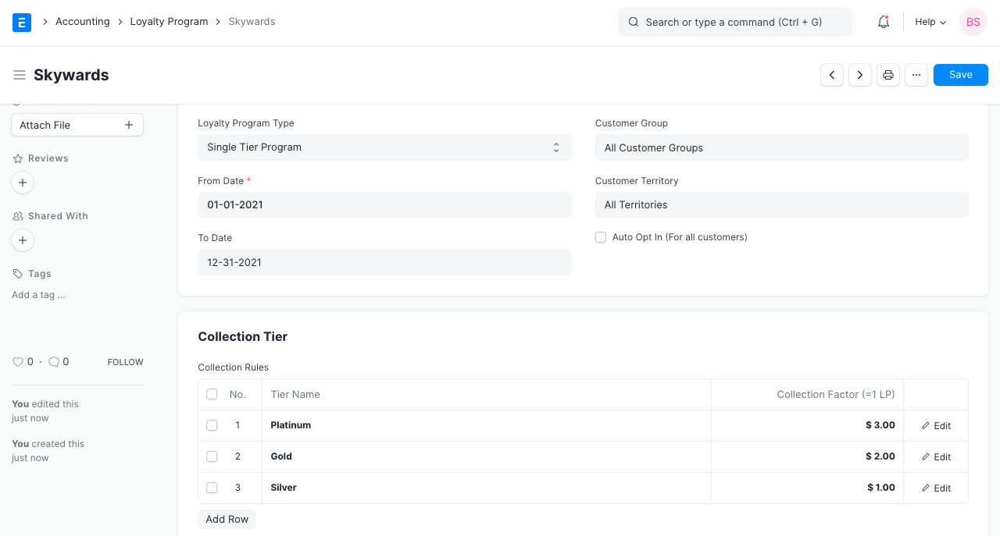 E
Accounting
Loyalty Program
Skywards
Search or type a command (Ctrl + G)
Help
BS
Skywards
...
Save
Attach File
Reviews
Shared With
Tags
Add a tag ...
0 · 0
FOLLOW
You edited this
just now
You created this
just now
Loyalty Program Type
Single Tier Program
From Date *
01-01-2021
To Date
12-31-2021
Customer Group
All Customer Groups
Customer Territory
All Territories
Auto Opt In (For all customers)
Collection Tier
Collection Rules
No. Tier Name Collection Factor (=1 LP)
1 Platinum $ 3.00 Edit
2 Gold $ 2.00 Edit
3 Silver $ 1.00 Edit
Add Row